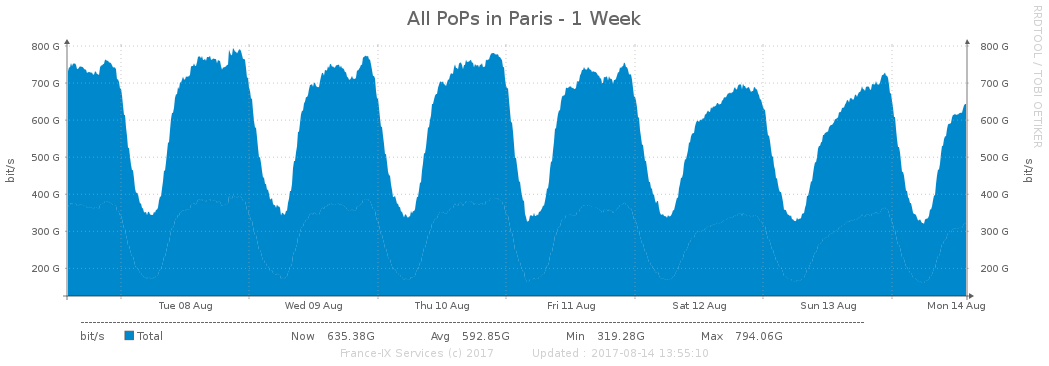 All PoPs in Paris - 1 Week
RRDTOOL / TOBI OETIKER
bit/s
800 G
700 G
600 G
500 G
400 G
300 G
200 G
800 G
700 G
600 G
500 G
400 G
300 G
200 G
bit/s
Tue 08 Aug Wed 09 Aug Thu 10 Aug Fri 11 Aug Sat 12 Aug Sun 13 Aug Mon 14 Aug
bit/s Total Now 635.38G Avg 592.85G Min 319.28G Max 794.06G
France-IX Services (c) 2017 Updated : 2017-08-14 13:55:10